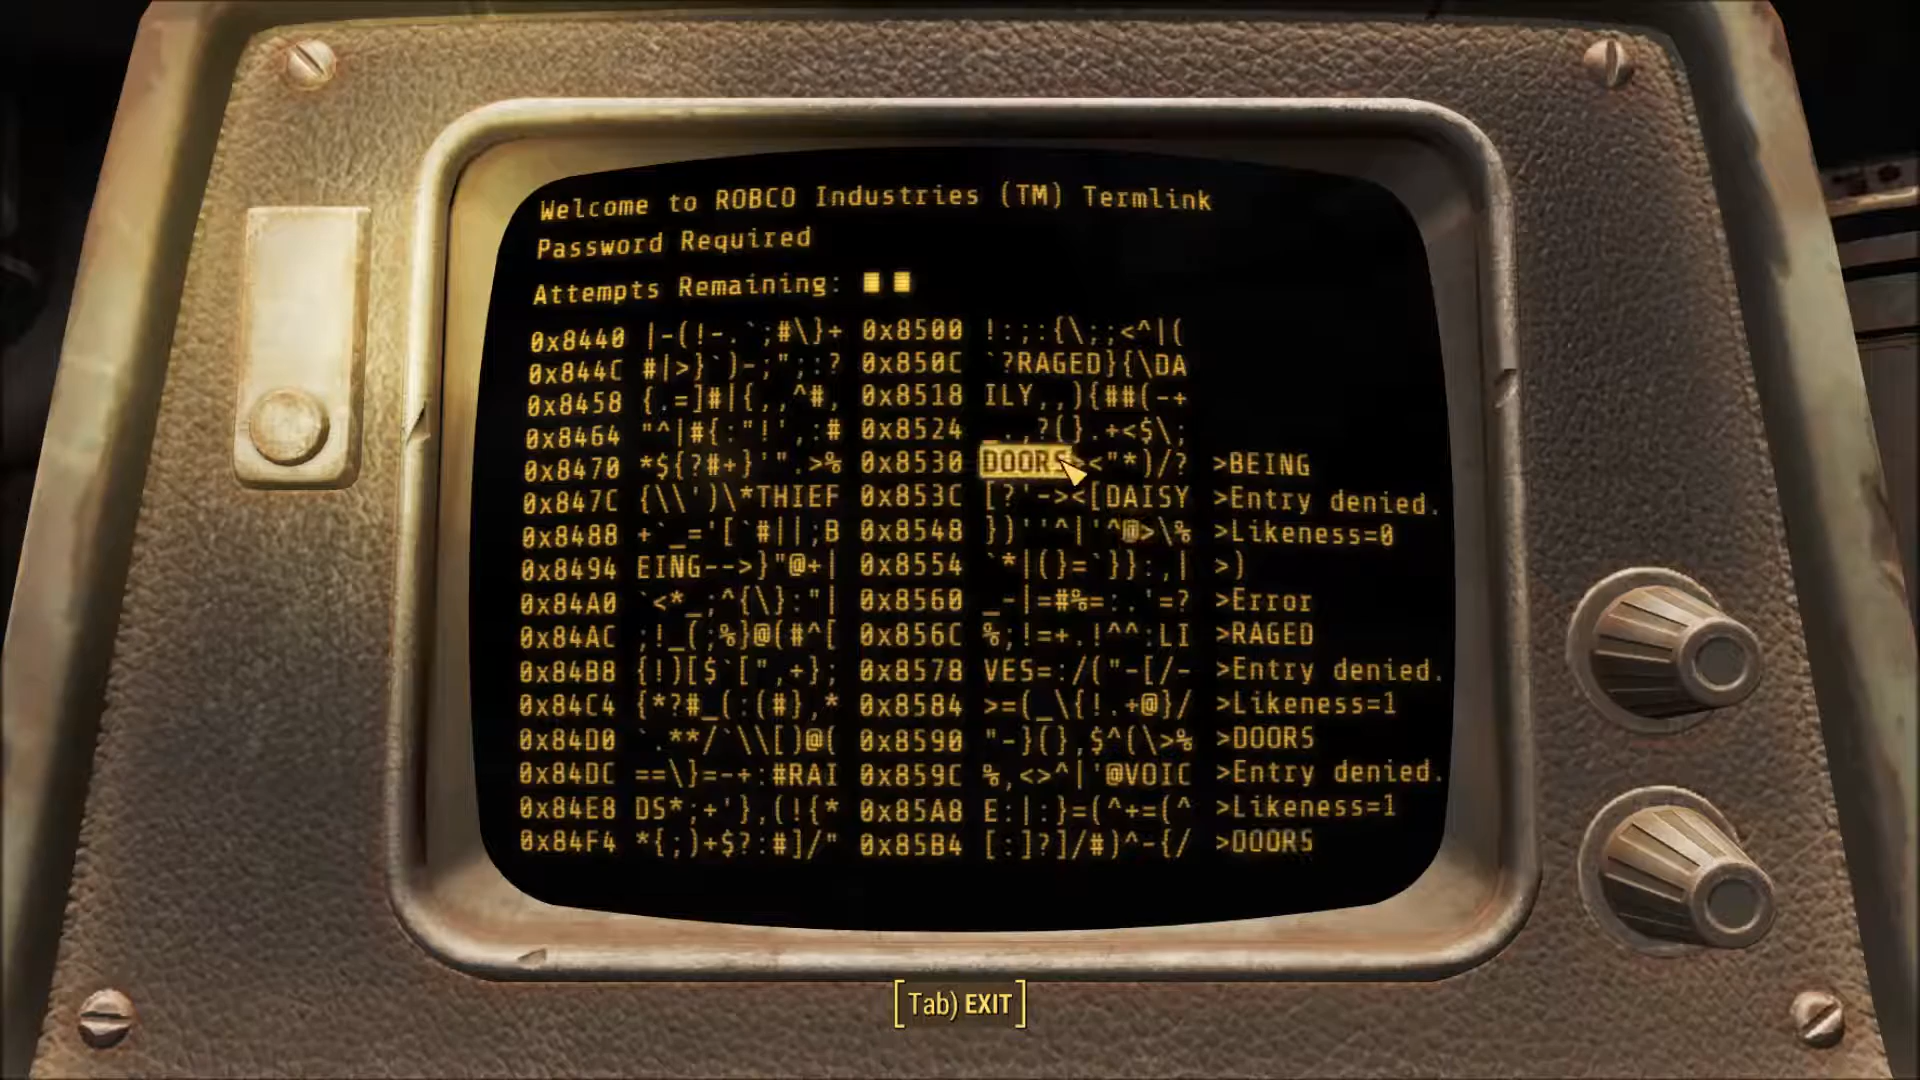 Welcome to ROBCO Industries (TM) Termlink
Password Required
Attempts Remaining: ■ ■
0x8440 |-(!-.`;#\}+ 0x8500 !:;:{\;;<^|(
0x844C #|>}`)-;";:? 0x850C `?RAGED}{\DA
0x8458 {.=]#|{,,^#, 0x8518 ILY,,){##(-+
0x8464 "^|#{:"!',:# 0x8524 _.,?(}.+<$\;
0x8470 *${?#+}'".>% 0x8530 DOORS><"*)/? >BEING
0x847C {\\')\*THIEF 0x853C [?'-><[DAISY >Entry denied.
0x8488 +`_='[`#||;B 0x8548 })''^|'^@>\% >Likeness=0
0x8494 EING-->}"@+| 0x8554 `*|(}=`}}:,| >)
0x84A0 `<*_;^{\}:"| 0x8560 _-|=#%=:.'=? >Error
0x84AC ;!_(;%}@(#^[ 0x856C %;!=+.!^^;LI >RAGED
0x84B8 {!)[$`[",+}; 0x8578 VES=:/("-[/- >Entry denied.
0x84C4 {*?#_(:(#},* 0x8584 >=(_\{!.+@}/ >Likeness=1
0x84D0 `.**/`\\[)@( 0x8590 "-}(},$^(\>% >DOORS
0x84DC ==\}=-+:#RAI 0x859C %,<>^|'@VOIC >Entry denied.
0x84E8 DS*;+'},(!{* 0x85A8 E:|:}=(^+=(^ >Likeness=1
0x84F4 *{;)+$?:#]/" 0x85B4 [:]?]/#)^-{/ >DOORS
[Tab) EXIT]